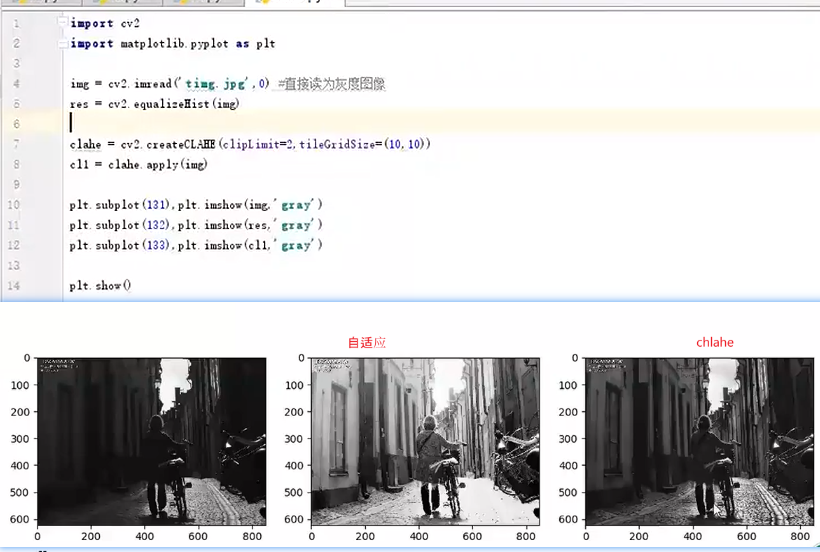 1 import cv2
2 import matplotlib.pyplot as plt
3
4 img = cv2.imread('timg.jpg',0) #直接读为灰度图像
5 res = cv2.equalizeHist(img)
6
7 clahe = cv2.createCLAHE(clipLimit=2,tileGridSize=(10,10))
8 cl1 = clahe.apply(img)
9
10 plt.subplot(131),plt.imshow(img,'gray')
11 plt.subplot(132),plt.imshow(res,'gray')
12 plt.subplot(133),plt.imshow(cl1,'gray')
13
14 plt.show()
自适应 chlahe
0 0 0
100 100 100
200 200 200
300 300 300
400 400 400
500 500 500
600 600 600
0 200 400 600 800 0 200 400 600 800 0 200 400 600 800